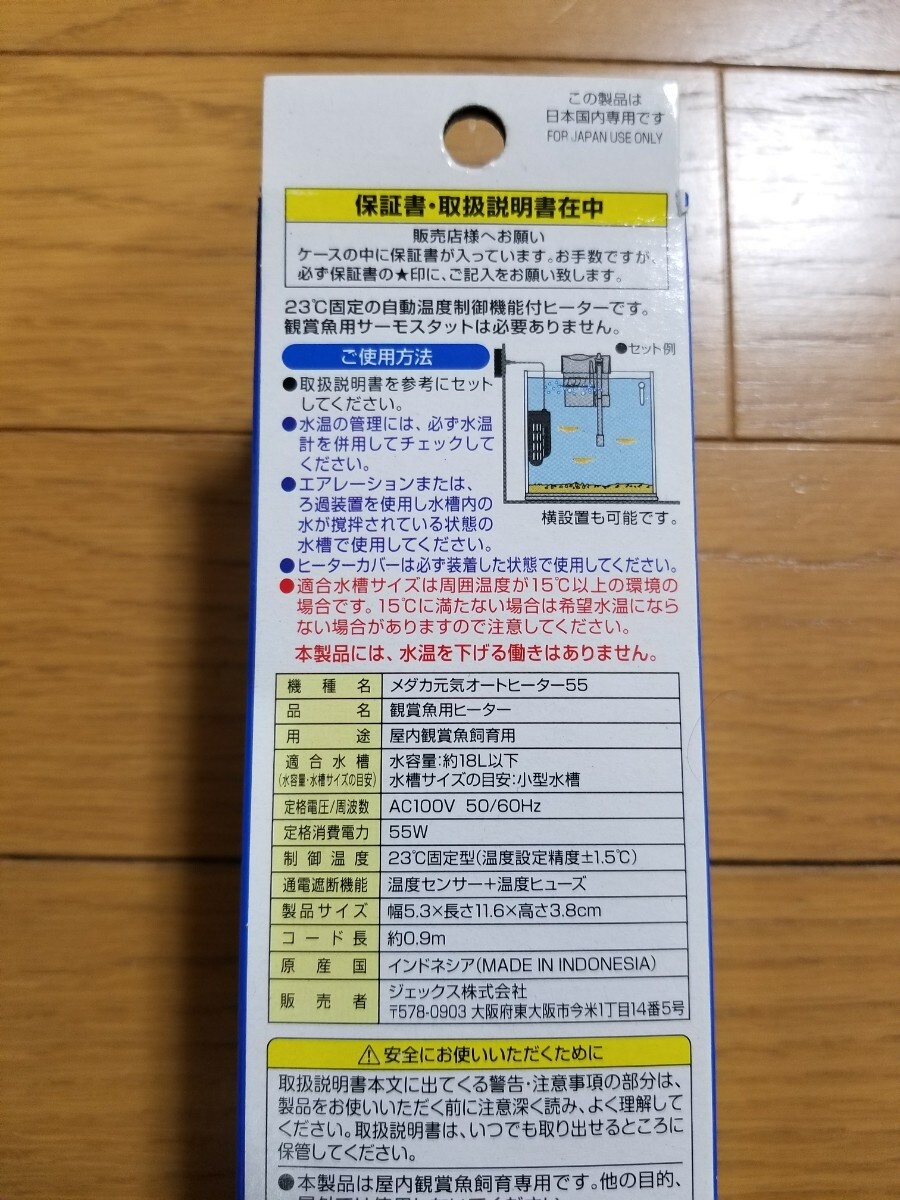 この製品は
日本国内専用です
FOR JAPAN USE ONLY
保証書・取扱説明書在中
販売店様へお願い
ケースの中に保証書が入っています。お手数ですが、
必ず保証書の★印に、ご記入をお願い致します。
23℃固定の自動温度制御機能付ヒーターです。
観賞魚用サーモスタットは必要ありません。
ご使用方法
●セット例
●取扱説明書を参考にセット
してください。
●水温の管理には、必ず水温
計を併用してチェックして
ください。
●エアレーションまたは、
ろ過装置を使用し水槽内の
水が撹拌されている状態の
水槽で使用してください。
横設置も可能です。
●ヒーターカバーは必ず装着した状態で使用してください。
●適合水槽サイズは周囲温度が15℃以上の環境の
場合です。15℃に満たない場合は希望水温になら
ない場合がありますので注意してください。
本製品には、水温を下げる働きはありません。
機種名 メダカ元気オートヒーター55
品名 観賞魚用ヒーター
用途 屋内観賞魚飼育用
適合水槽 水容量:約18L以下
(水容量・水槽サイズの目安) 水槽サイズの目安:小型水槽
定格電圧/周波数 AC100V 50/60Hz
定格消費電力 55W
制御温度 23℃固定型(温度設定精度±1.5℃)
通電遮断機能 温度センサー+温度ヒューズ
製品サイズ 幅5.3×長さ11.6×高さ3.8cm
コード長 約0.9m
原産国 インドネシア(MADE IN INDONESIA)
販売者 ジェックス株式会社
〒578-0903 大阪府東大阪市今米1丁目14番5号
⚠安全にお使いいただくために
取扱説明書本文に出てくる警告・注意事項の部分は、
製品をお使いいただく前に注意深く読み、よく理解して
ください。取扱説明書は、いつでも取り出せるところに
保管してください。
●本製品は屋内観賞魚飼育専用です。他の目的、